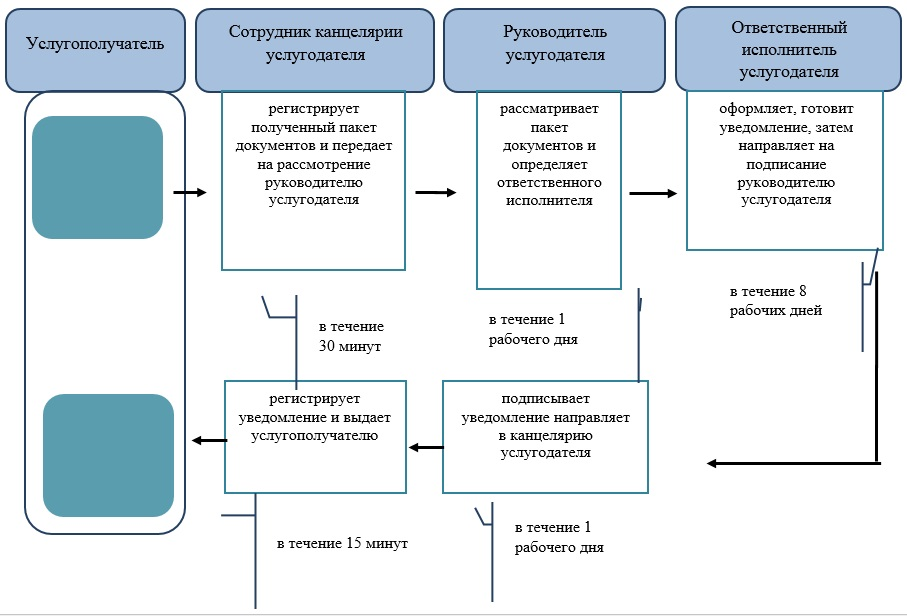 Услугополучатель
Сотрудник канцелярии
услугодателя
Руководитель
услугодателя
Ответственный
исполнитель
услугодателя
регистрирует
полученный пакет
документов и передает
на рассмотрение
руководителю
услугодателя
рассматривает
пакет
документов и
определяет
ответственного
исполнителя
оформляет, готовит
уведомление, затем
направляет на
подписание
руководителю
услугодателя
в течение
30 минут
в течение 1
рабочего дня
в течение 8
рабочих дней
регистрирует
уведомление и выдает
услугополучателю
подписывает
уведомление направляет
в канцелярию
услугодателя
в течение 15 минут
в течение 1
рабочего дня